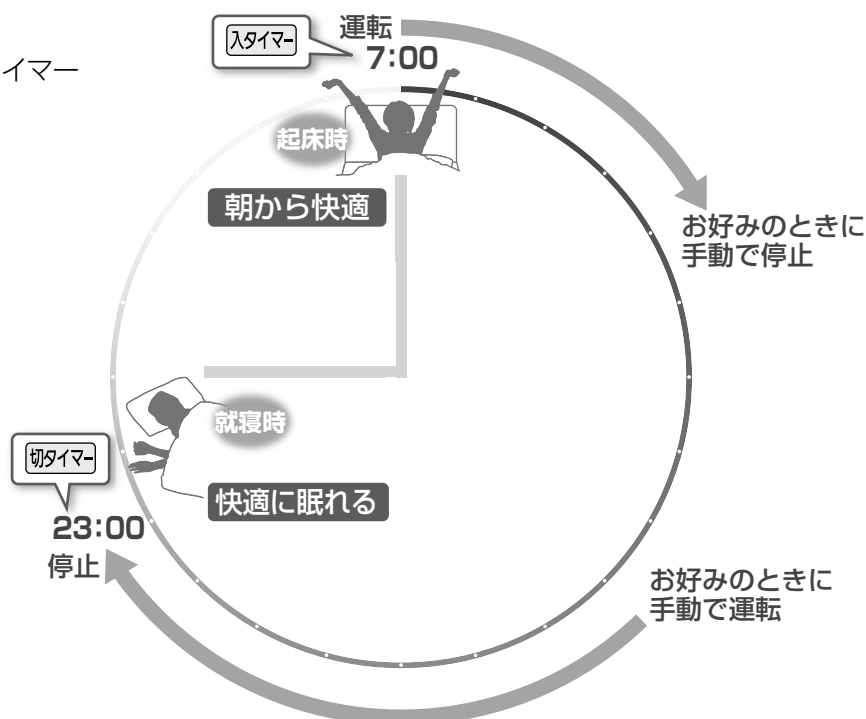 入タイマー
運転
7:00
イマー
起床時
朝から快適
お好みのときに
手動で停止
就寝時
切タイマー
快適に眠れる
23:00
停止
お好みのときに
手動で運転